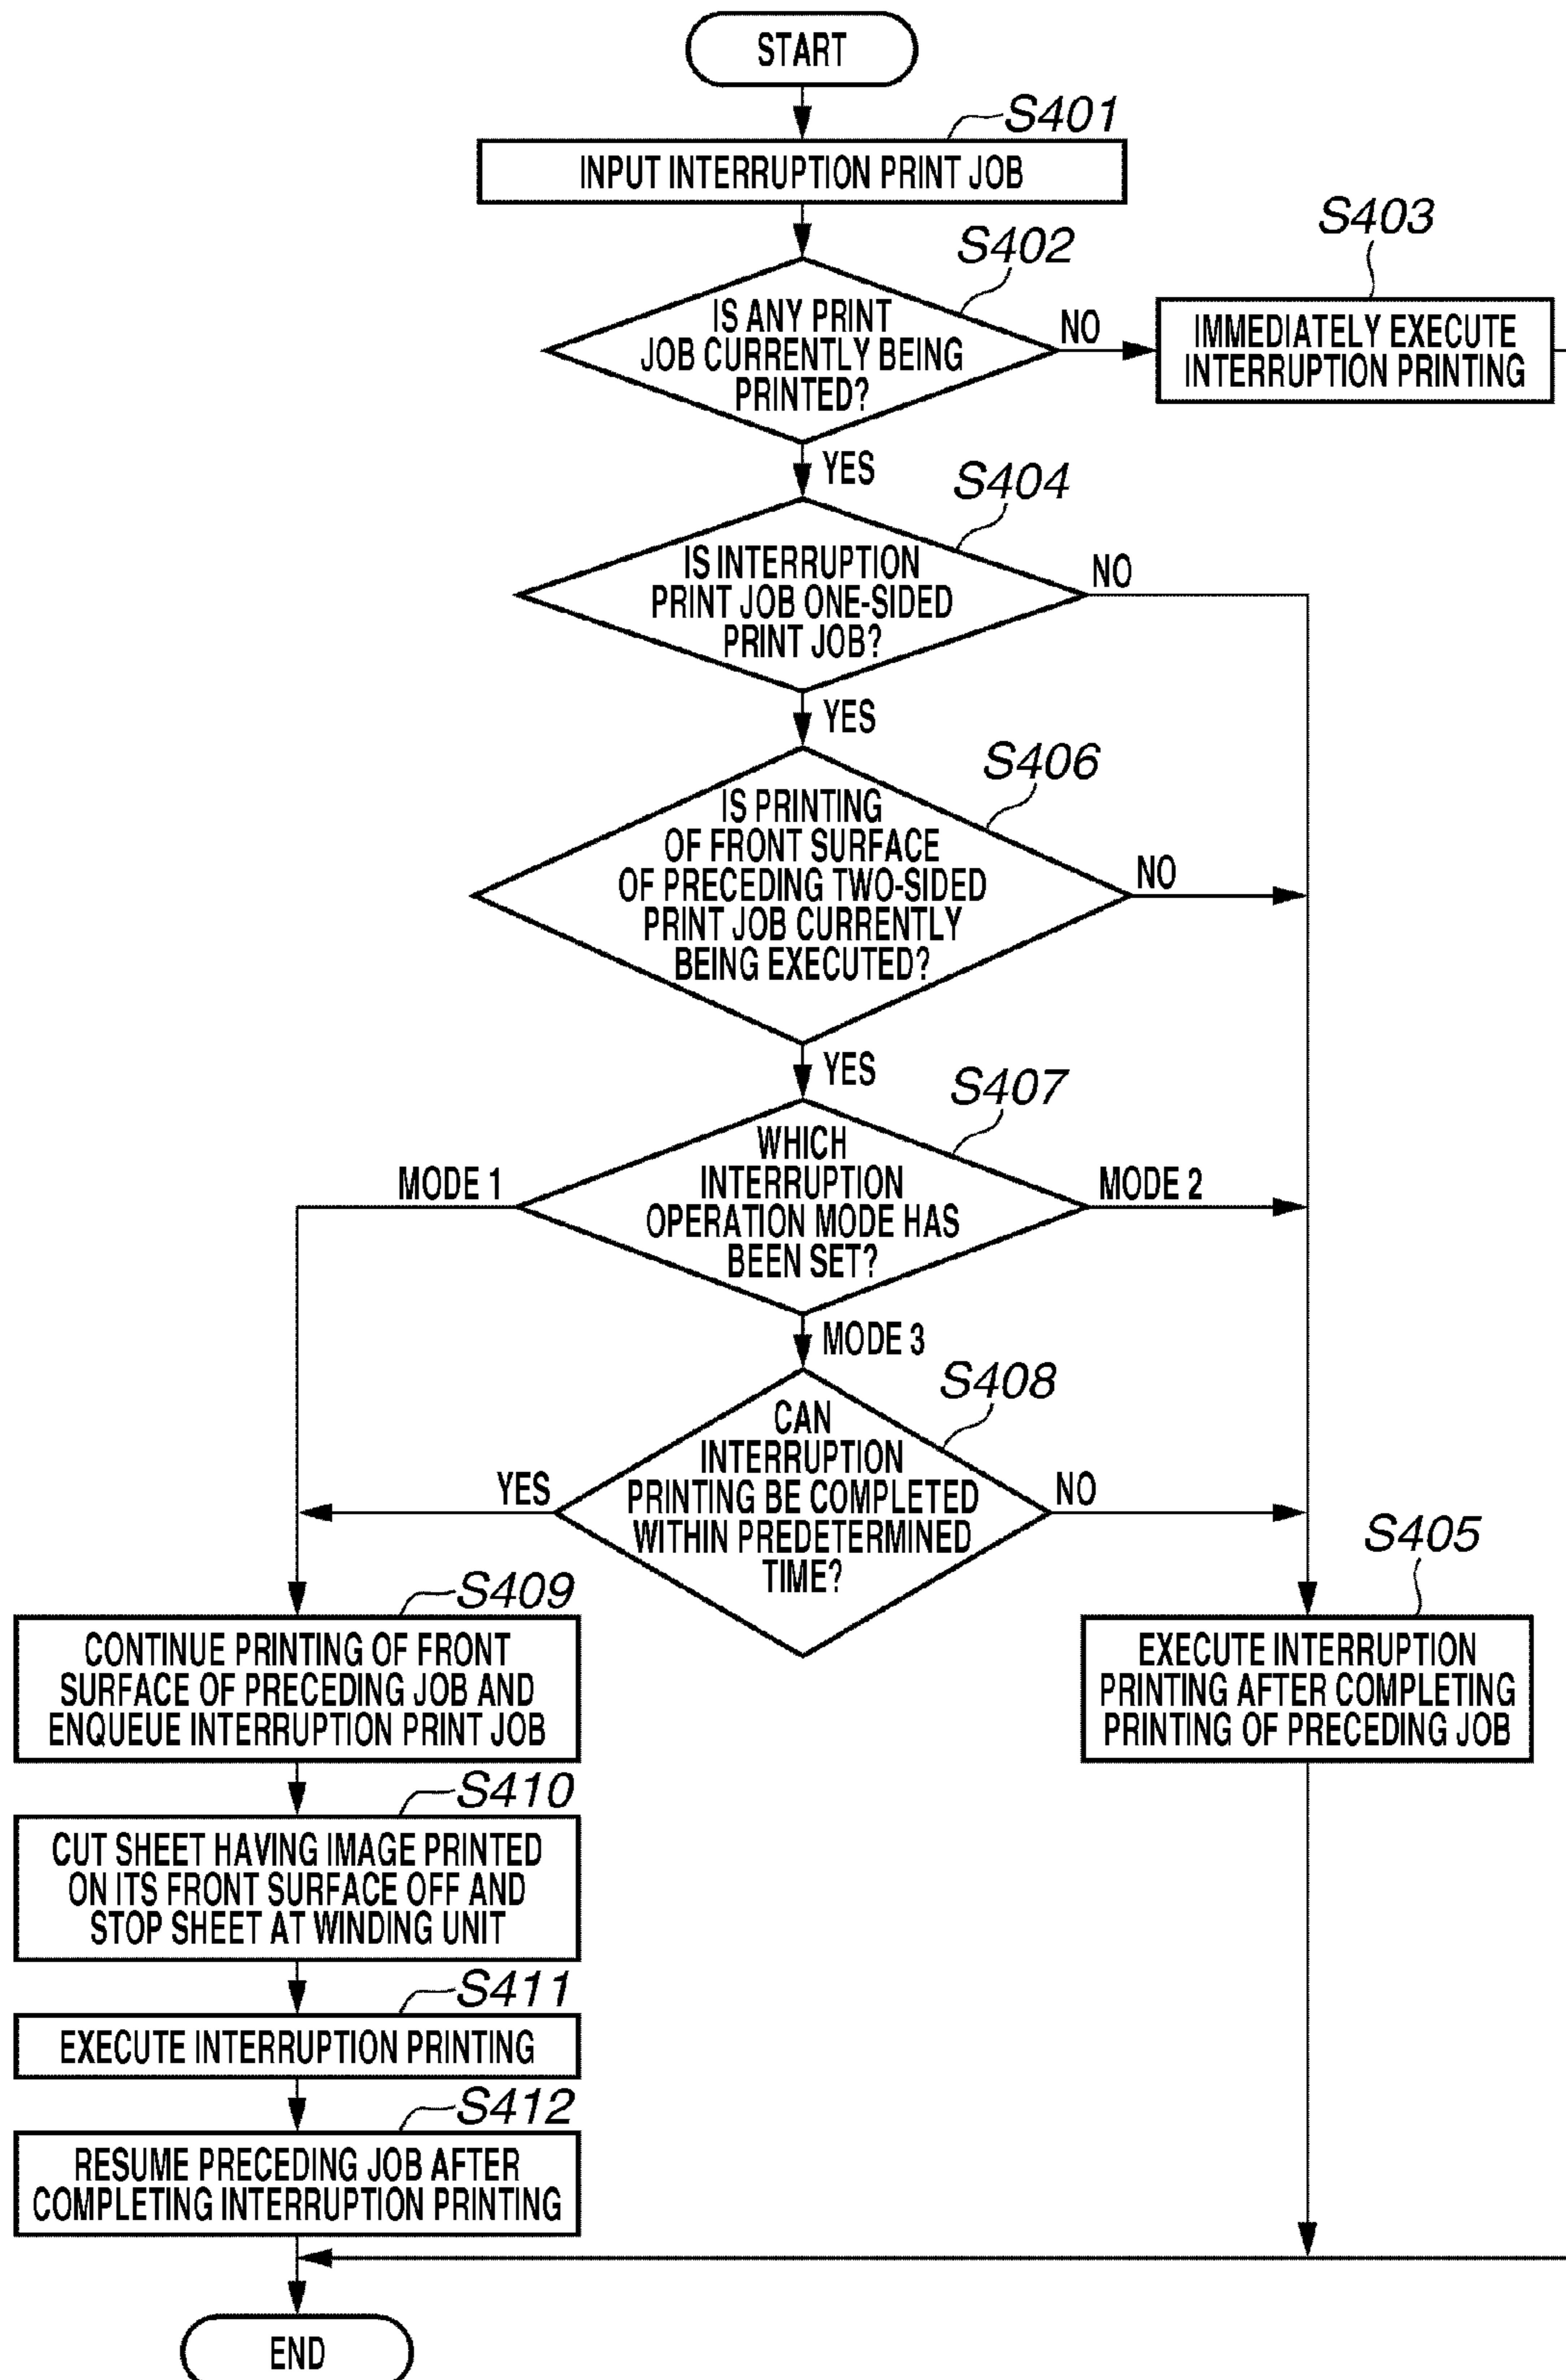 START
S401
INPUT INTERRUPTION PRINT JOB
S402
S403
IS ANY PRINT
JOB CURRENTLY BEING
PRINTED?
NO
IMMEDIATELY EXECUTE
INTERRUPTION PRINTING
YES
S404
IS INTERRUPTION
PRINT JOB ONE-SIDED
PRINT JOB?
NO
YES
S406
IS PRINTING
OF FRONT SURFACE
OF PRECEDING TWO-SIDED
PRINT JOB CURRENTLY
BEING EXECUTED?
NO
YES
S407
WHICH
INTERRUPTION
OPERATION MODE HAS
BEEN SET?
MODE 1
MODE 2
MODE 3
S408
CAN
INTERRUPTION
PRINTING BE COMPLETED
WITHIN PREDETERMINED
TIME?
YES
NO
S409
CONTINUE PRINTING OF FRONT
SURFACE OF PRECEDING JOB AND
ENQUEUE INTERRUPTION PRINT JOB
S405
EXECUTE INTERRUPTION
PRINTING AFTER COMPLETING
PRINTING OF PRECEDING JOB
S410
CUT SHEET HAVING IMAGE PRINTED
ON ITS FRONT SURFACE OFF AND
STOP SHEET AT WINDING UNIT
S411
EXECUTE INTERRUPTION PRINTING
S412
RESUME PRECEDING JOB AFTER
COMPLETING INTERRUPTION PRINTING
END